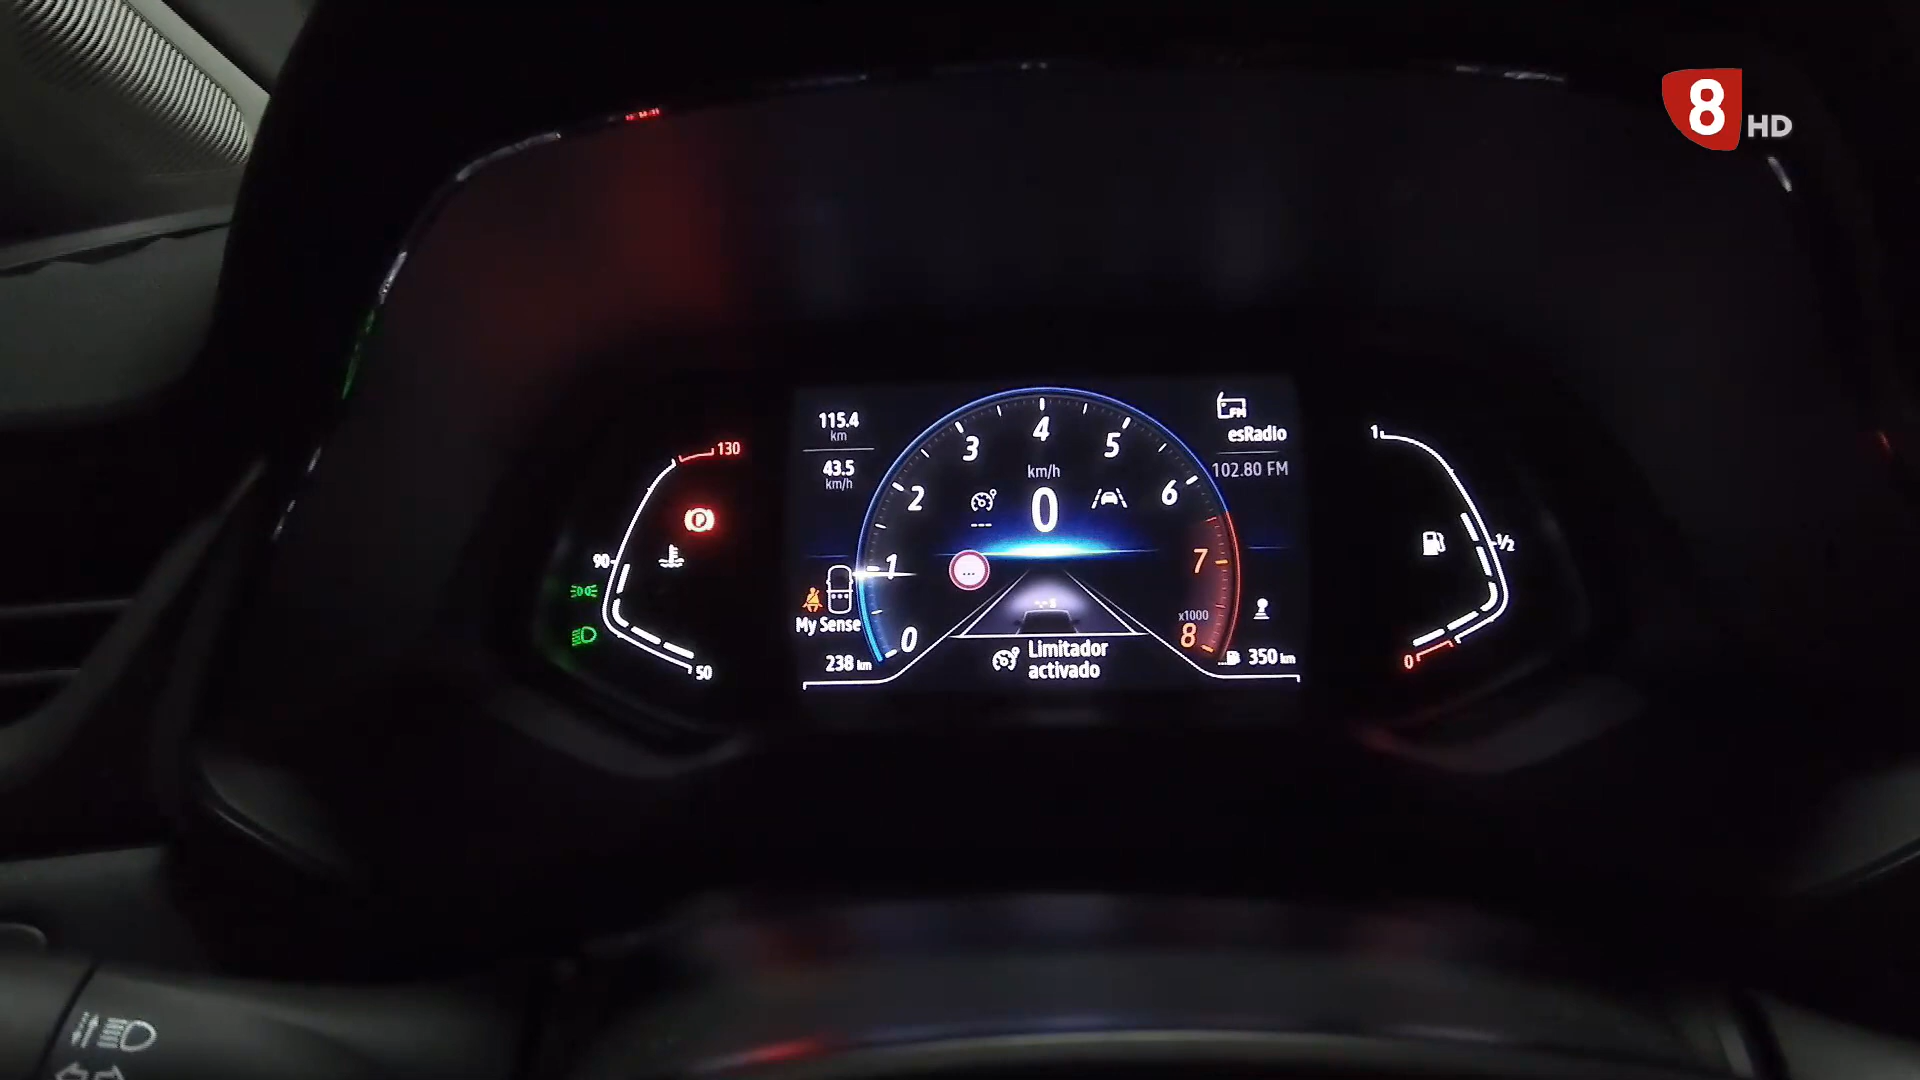 8 HD
115.4
km
43.5
km/h
esRadio
102.80 FM
FM
130
90
50
P
0
1
2
3
4
5
6
7
8
x1000
km/h
0
---
...
My Sense
238 km
Limitador
activado
350 km
1
1/2
0